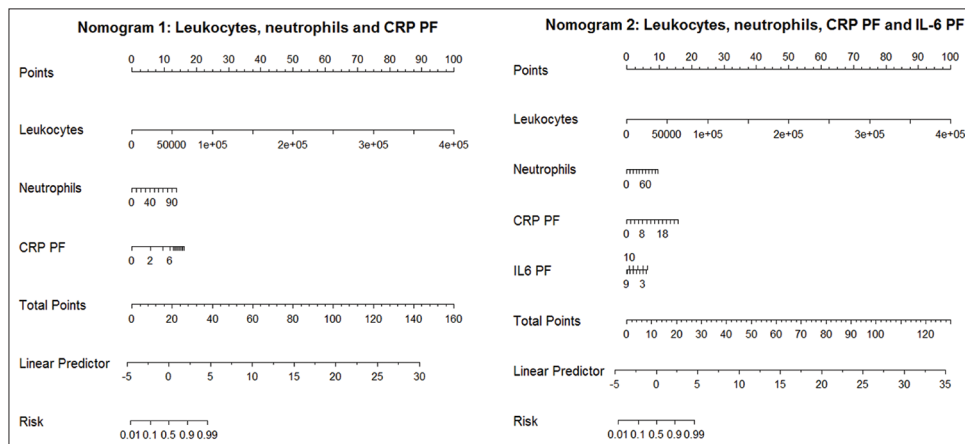 Nomogram 1: Leukocytes, neutrophils and CRP PF
Points
0 10 20 30 40 50 60 70 80 90 100
Leukocytes
0 50000 1e+05 2e+05 3e+05 4e+05
Neutrophils
0 40 90
CRP PF
0 2 6
Total Points
0 20 40 60 80 100 120 140 160
Linear Predictor
-5 0 5 10 15 20 25 30
Risk
0.01 0.1 0.5 0.9 0.99
Nomogram 2: Leukocytes, neutrophils, CRP PF and IL-6 PF
Points
0 10 20 30 40 50 60 70 80 90 100
Leukocytes
0 50000 1e+05 2e+05 3e+05 4e+05
Neutrophils
0 60
CRP PF
0 8 18
10
IL6 PF
9 3
Total Points
0 10 20 30 40 50 60 70 80 90 100 120
Linear Predictor
-5 0 5 10 15 20 25 30 35
Risk
0.01 0.1 0.5 0.9 0.99